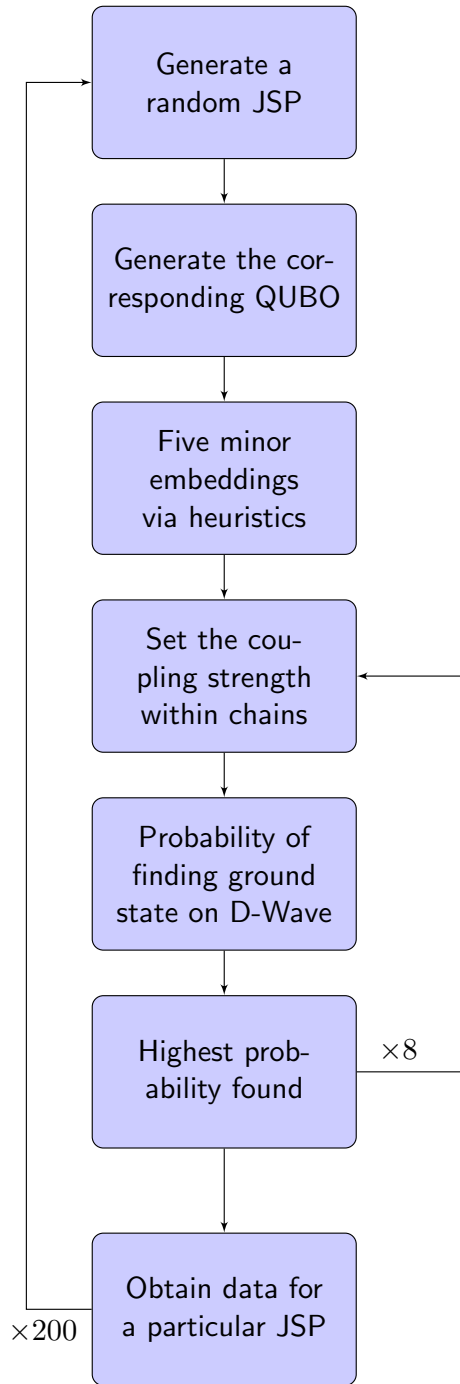 Generate a
random JSP
Generate the cor-
responding QUBO
Five minor
embeddings
via heuristics
Set the cou-
pling strength
within chains
Probability of
finding ground
state on D-Wave
Highest prob-
ability found
×8
Obtain data for
a particular JSP
×200